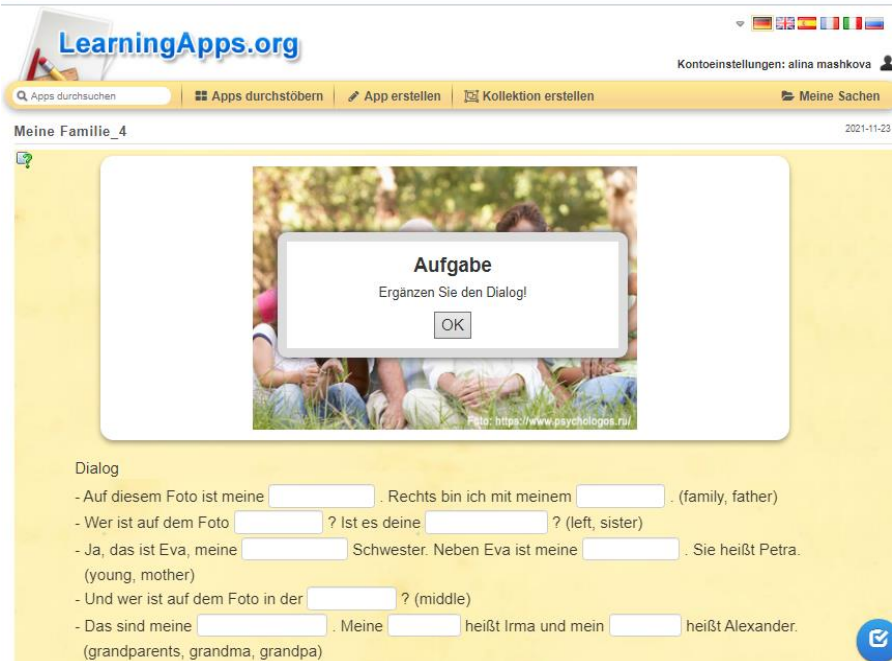 LearningApps.org
Kontoeinstellungen: alina mashkova
Apps durchsuchen Apps durchstöbern App erstellen Kollektion erstellen Meine Sachen
Meine Familie_4 2021-11-23
Aufgabe
Ergänzen Sie den Dialog!
OK
Foto: https://www.psychologos.ru/
Dialog
- Auf diesem Foto ist meine . Rechts bin ich mit meinem . (family, father)
- Wer ist auf dem Foto ? Ist es deine ? (left, sister)
- Ja, das ist Eva, meine Schwester. Neben Eva ist meine . Sie heißt Petra.
(young, mother)
- Und wer ist auf dem Foto in der ? (middle)
- Das sind meine . Meine heißt Irma und mein heißt Alexander.
(grandparents, grandma, grandpa)